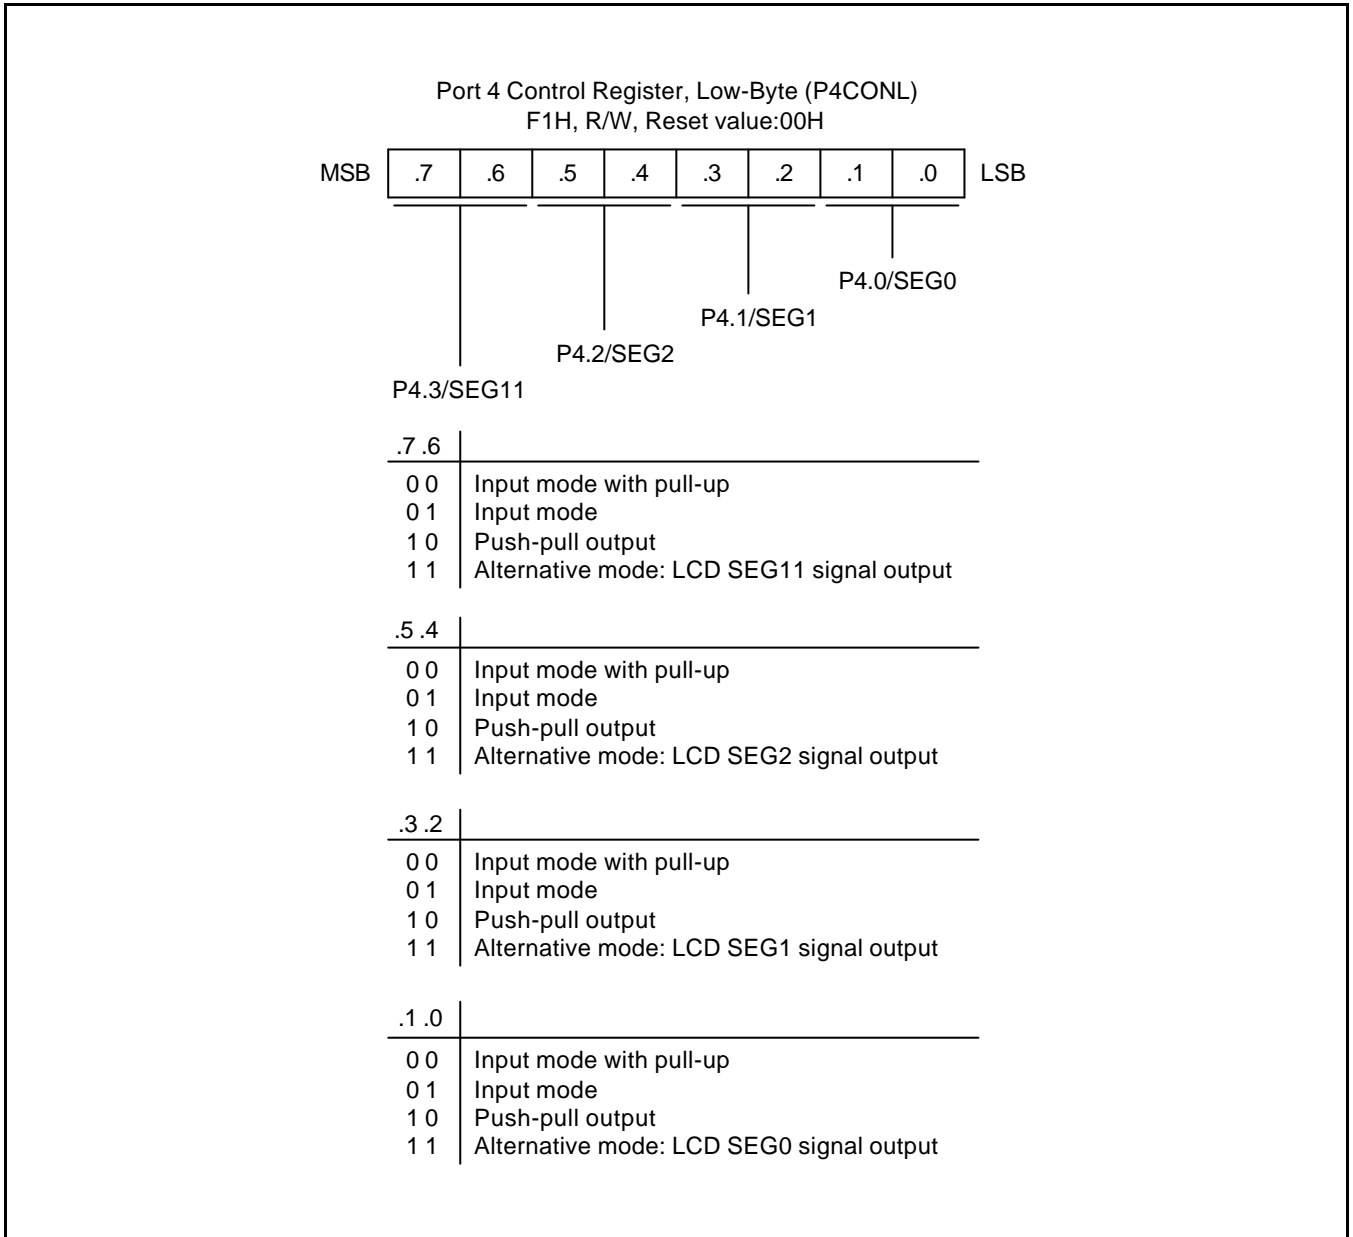 Port 4 Control Register, Low-Byte (P4CONL)
F1H, R/W, Reset value:00H
MSB .7 .6 .5 .4 .3 .2 .1 .0 LSB
P4.0/SEG0
P4.1/SEG1
P4.2/SEG2
P4.3/SEG11
.7 .6
0 0 Input mode with pull-up
0 1 Input mode
1 0 Push-pull output
1 1 Alternative mode: LCD SEG11 signal output
.5 .4
0 0 Input mode with pull-up
0 1 Input mode
1 0 Push-pull output
1 1 Alternative mode: LCD SEG2 signal output
.3 .2
0 0 Input mode with pull-up
0 1 Input mode
1 0 Push-pull output
1 1 Alternative mode: LCD SEG1 signal output
.1 .0
0 0 Input mode with pull-up
0 1 Input mode
1 0 Push-pull output
1 1 Alternative mode: LCD SEG0 signal output